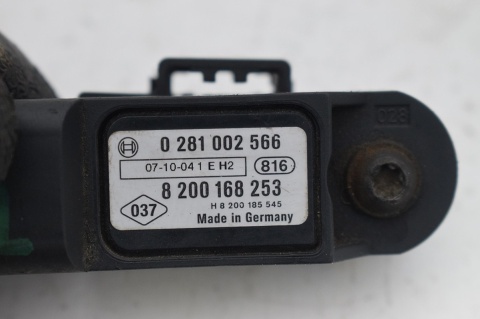 0 281 002 566
07-10-04 1 E H2 816
8 200 168 253
037 H 8 200 185 545
Made in Germany